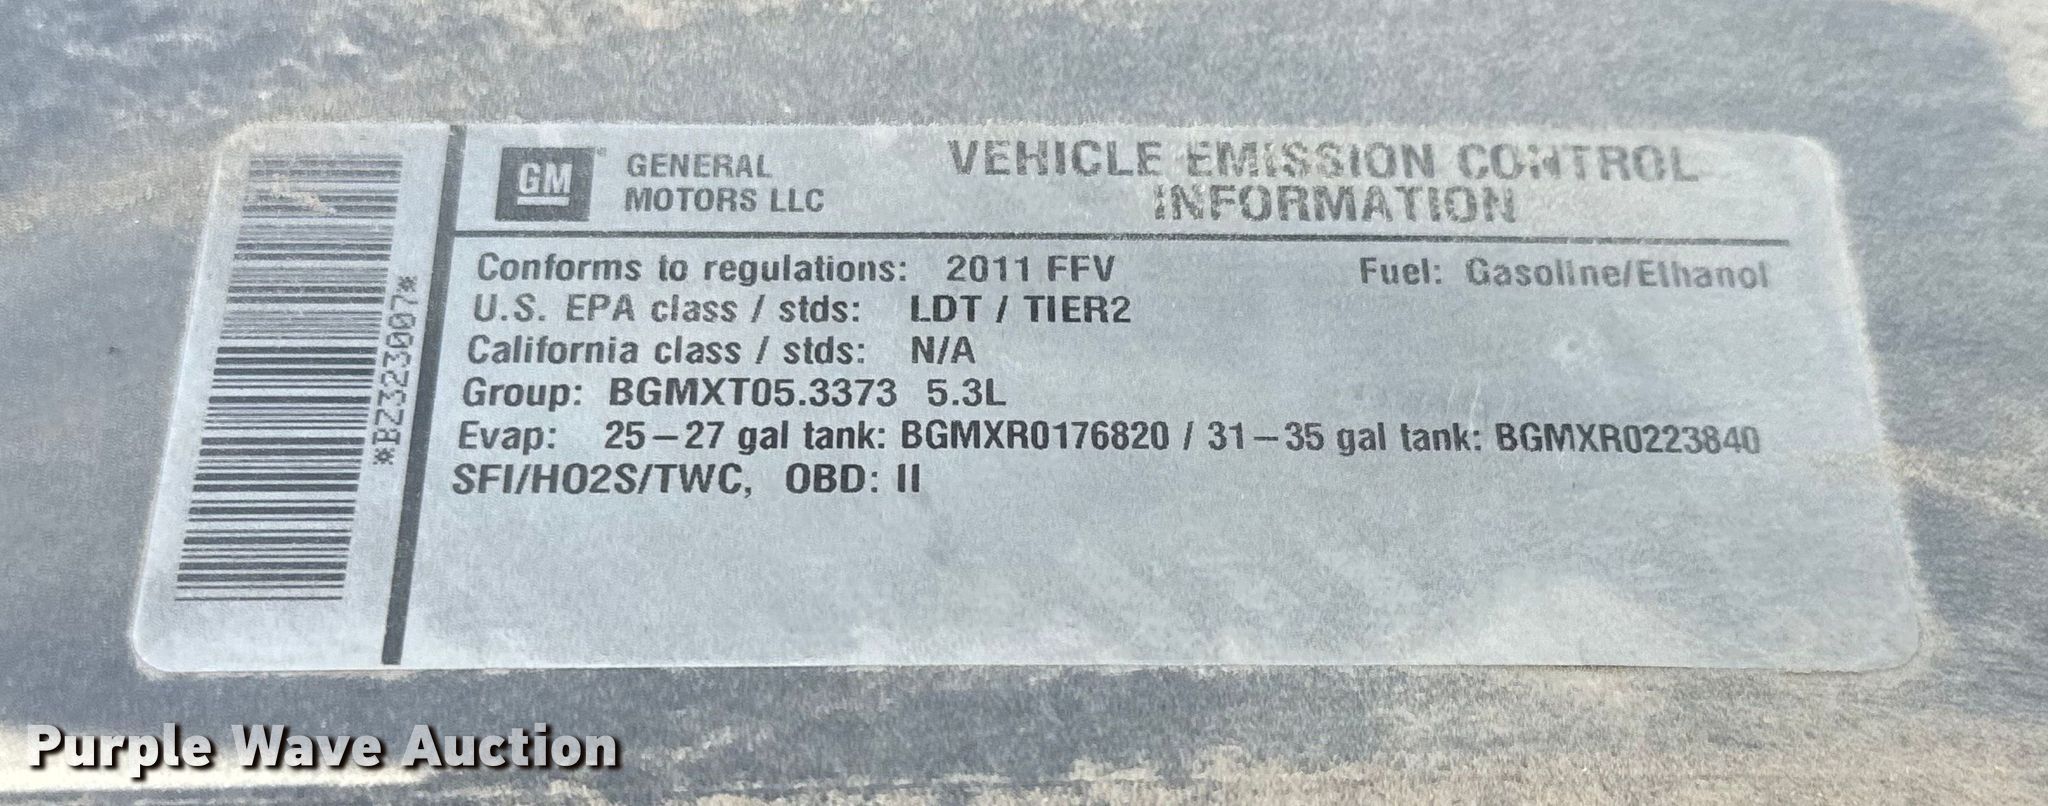 *BZ323007*
GM
GENERAL
MOTORS LLC
VEHICLE EMISSION CONTROL
INFORMATION
Conforms to regulations: 2011 FFV Fuel: Gasoline/Ethanol
U.S. EPA class / stds: LDT / TIER2
California class / stds: N/A
Group: BGMXT05.3373 5.3L
Evap: 25-27 gal tank: BGMXR0176820 / 31-35 gal tank: BGMXR0223840
SFI/HO2S/TWC, OBD: II
Purple Wave Auction